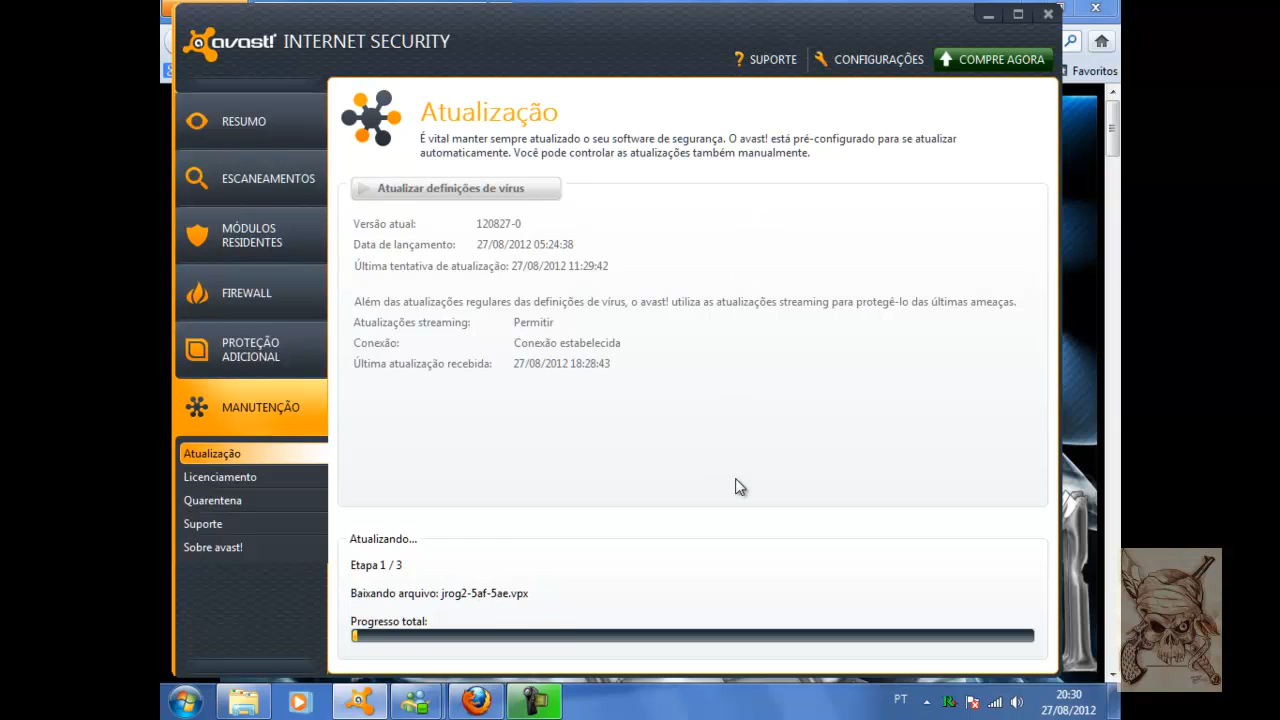 avast! INTERNET SECURITY
SUPORTE
CONFIGURAÇÕES
COMPRE AGORA
Favoritos
RESUMO
ESCANEAMENTOS
MÓDULOS
RESIDENTES
FIREWALL
PROTEÇÃO
ADICIONAL
MANUTENÇÃO
Atualização
Licenciamento
Quarentena
Suporte
Sobre avast!
Atualização
É vital manter sempre atualizado o seu software de segurança. O avast! está pré-configurado para se atualizar
automaticamente. Você pode controlar as atualizações também manualmente.
Atualizar definições de vírus
Versão atual: 120827-0
Data de lançamento: 27/08/2012 05:24:38
Última tentativa de atualização: 27/08/2012 11:29:42
Além das atualizações regulares das definições de vírus, o avast! utiliza as atualizações streaming para protegê-lo das últimas ameaças.
Atualizações streaming: Permitir
Conexão: Conexão estabelecida
Última atualização recebida: 27/08/2012 18:28:43
Atualizando...
Etapa 1 / 3
Baixando arquivo: jrog2-5af-5ae.vpx
Progresso total:
PT
20:30
27/08/2012